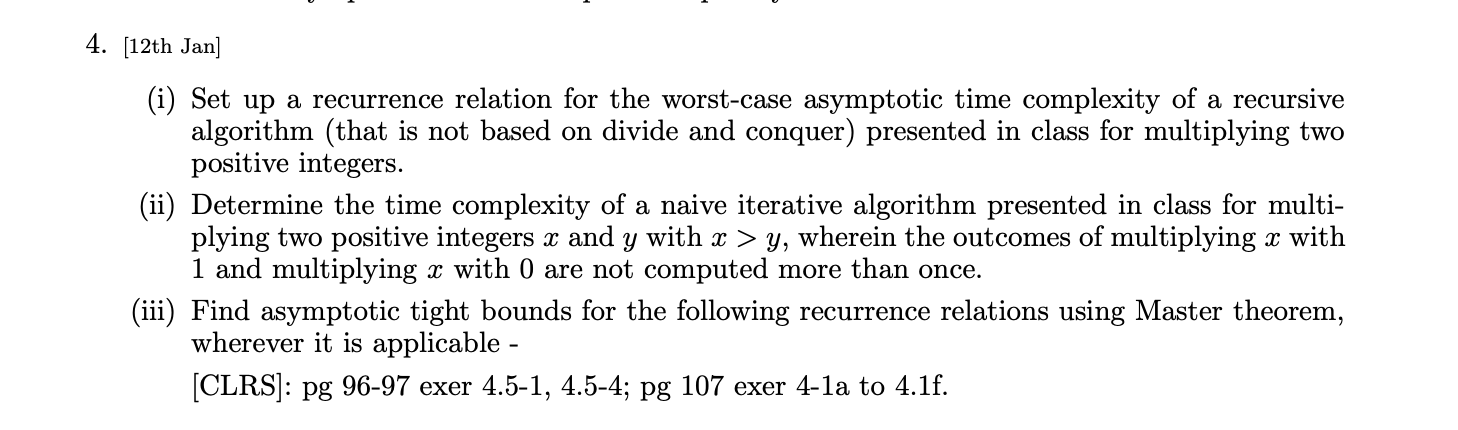 4. [12th Jan]
(i) Set up a recurrence relation for the worst-case asymptotic time complexity of a recursive
algorithm (that is not based on divide and conquer) presented in class for multiplying two
positive integers.
(ii) Determine the time complexity of a naive iterative algorithm presented in class for multi-
plying two positive integers x and y with x > y, wherein the outcomes of multiplying x with
1 and multiplying x with 0 are not computed more than once.
(iii) Find asymptotic tight bounds for the following recurrence relations using Master theorem,
wherever it is applicable -
[CLRS]: pg 96-97 exer 4.5-1, 4.5-4; pg 107 exer 4-1a to 4.1f.